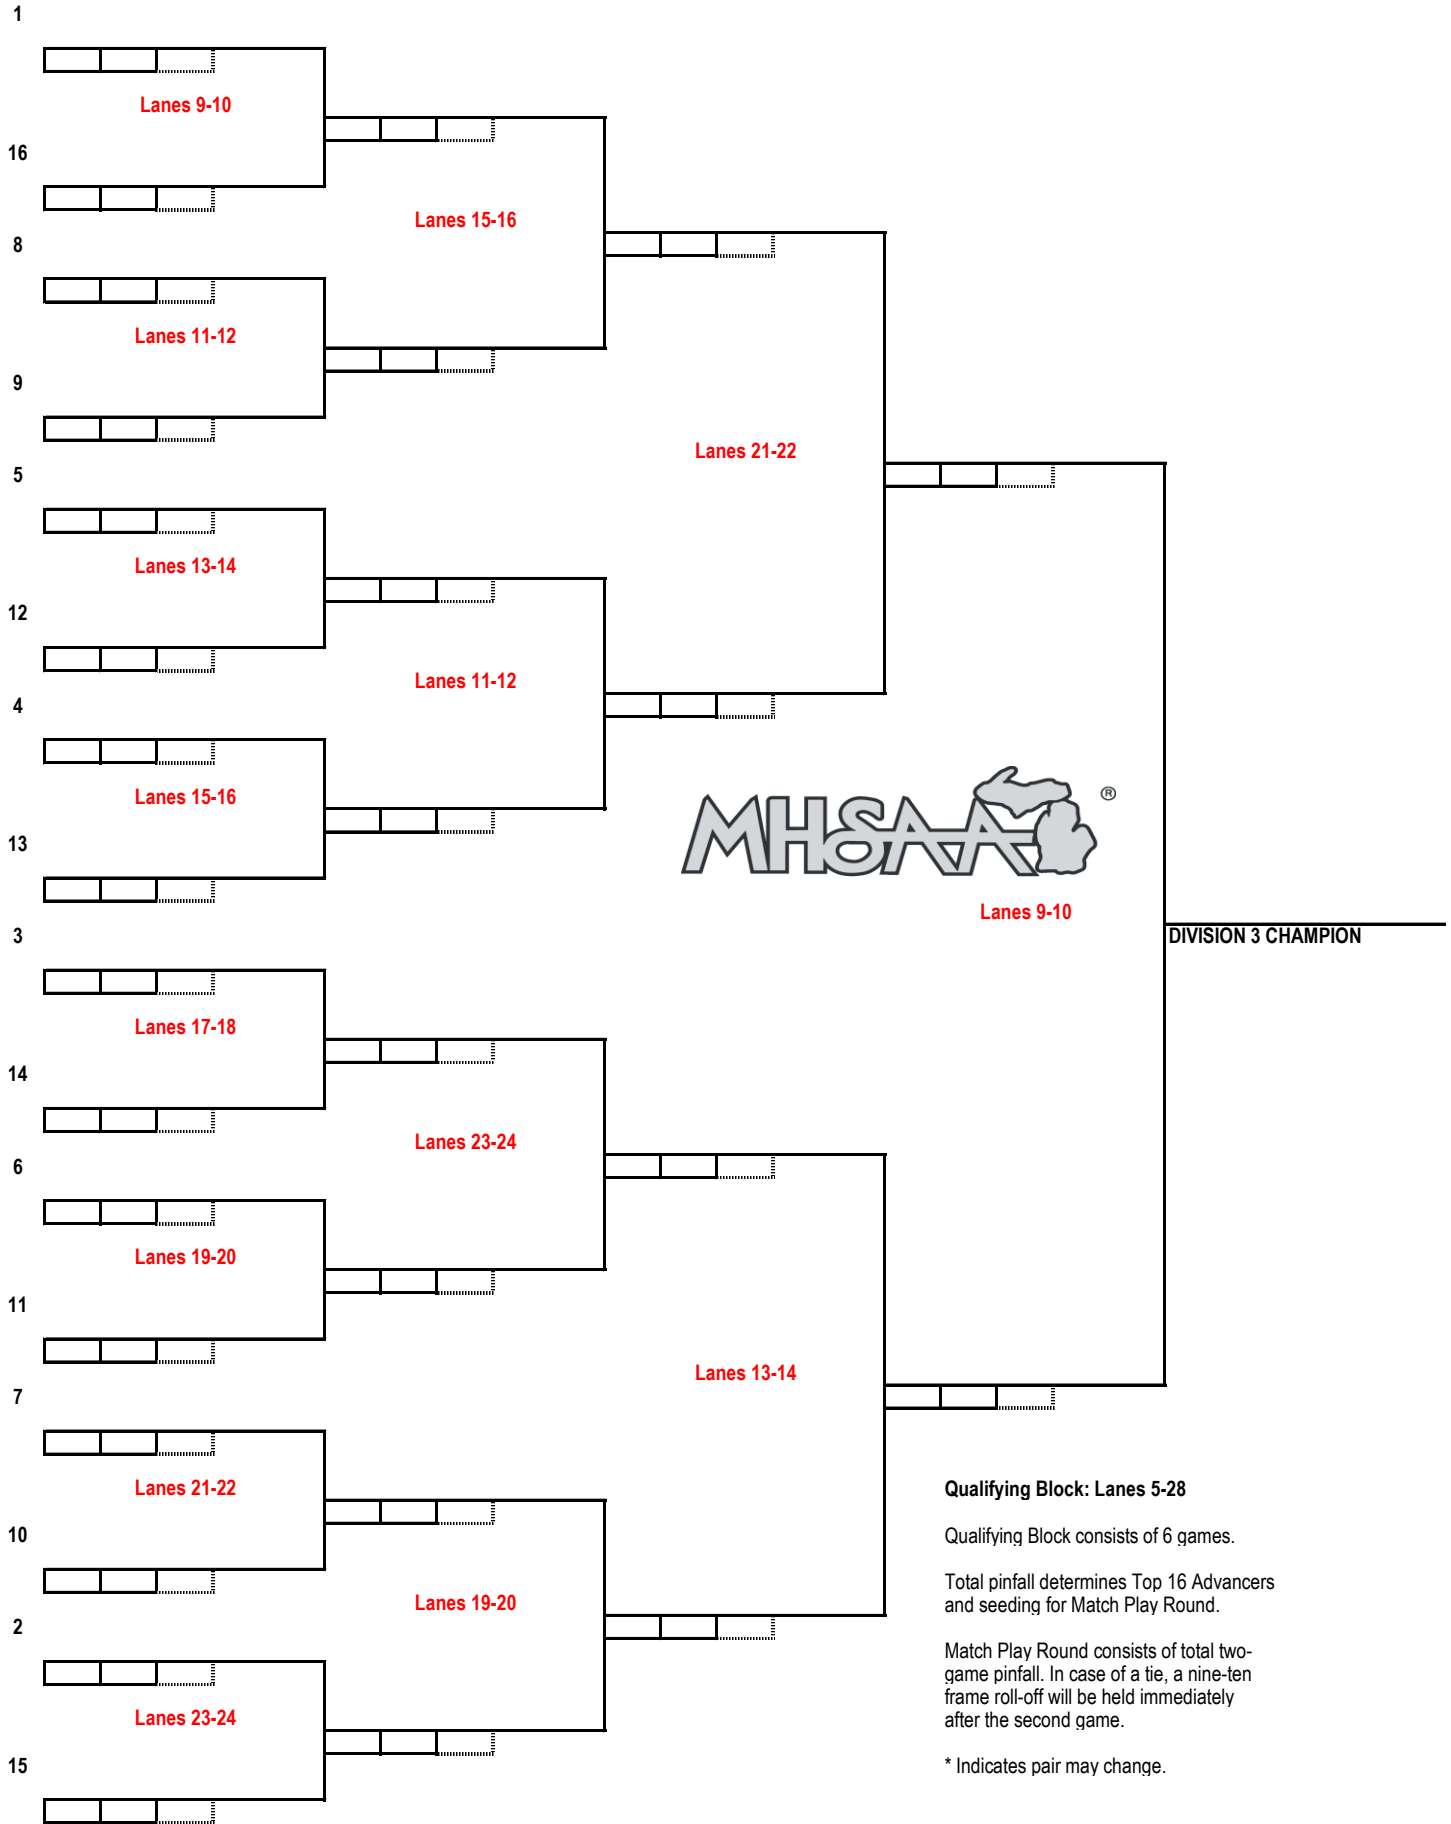 1
Lanes 9-10
16
Lanes 15-16
8
Lanes 11-12
9
Lanes 21-22
5
Lanes 13-14
12
Lanes 11-12
4
Lanes 15-16
MHSAA®
13
Lanes 9-10
3
DIVISION 3 CHAMPION
Lanes 17-18
14
Lanes 23-24
6
Lanes 19-20
11
Lanes 13-14
7
Lanes 21-22
10
Lanes 19-20
2
Lanes 23-24
15
Qualifying Block: Lanes 5-28
Qualifying Block consists of 6 games.
Total pinfall determines Top 16 Advancers
and seeding for Match Play Round.
Match Play Round consists of total two-
game pinfall. In case of a tie, a nine-ten
frame roll-off will be held immediately
after the second game.
* Indicates pair may change.